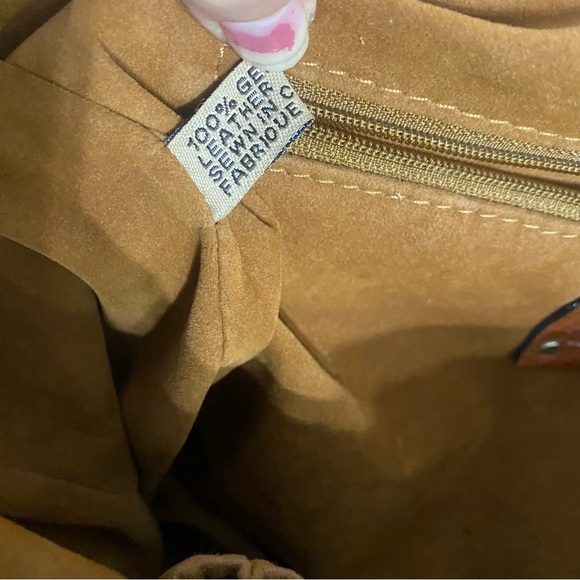 100% GE
LEATHER
SEWN IN C
FABRIQUE